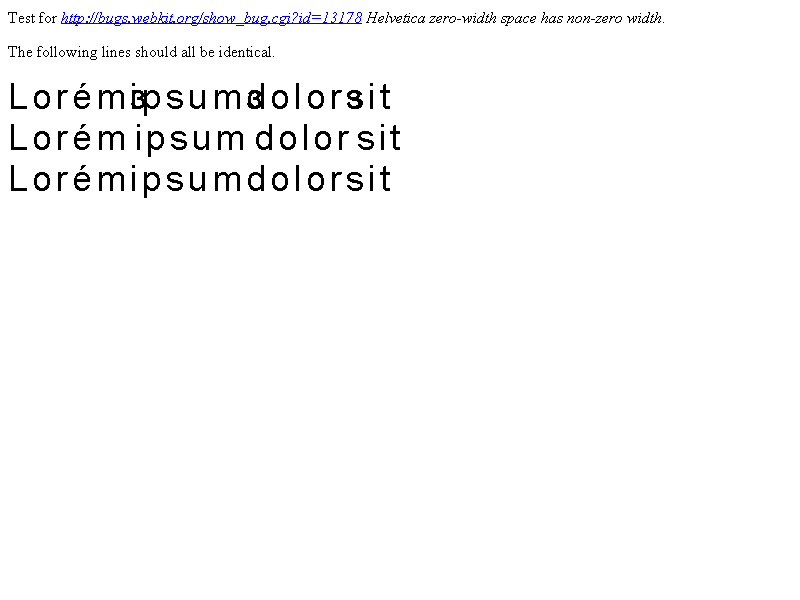 Test for http://bugs.webkit.org/show_bug.cgi?id=13178 Helvetica zero-width space has non-zero width.
The following lines should all be identical.
Lorém3ipsum3dolor3sit
Lorém ipsum dolor sit
Lorémipsumdolorsit